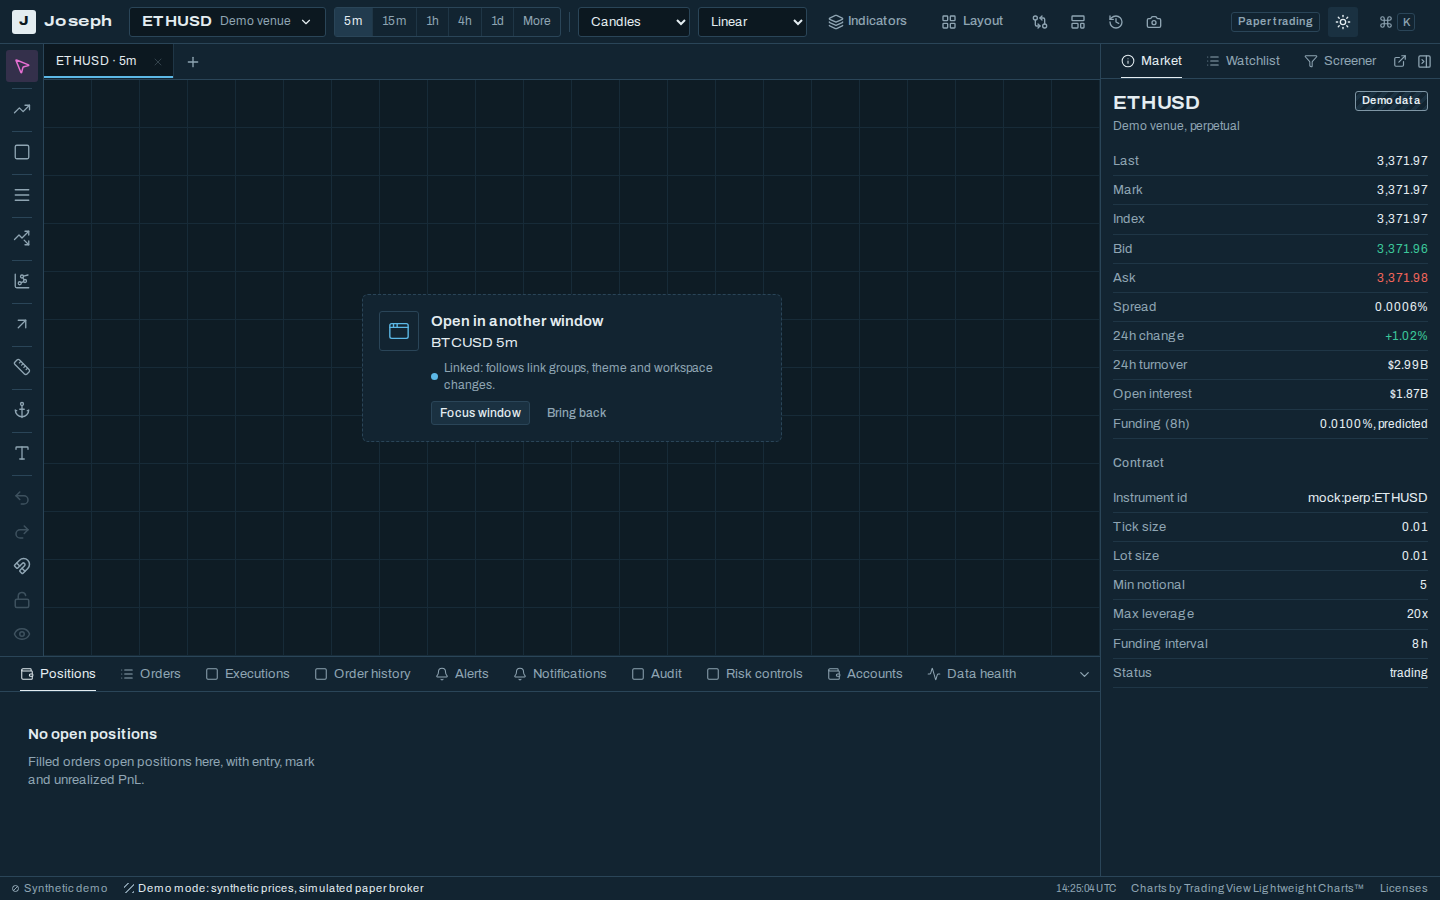 J Joseph ETHUSD Demo venue 5m 15m 1h 4h 1d More Candles Linear Indicators Layout Paper trading ⌘ K
ETHUSD · 5m
Market Watchlist Screener
ETHUSD Demo data
Demo venue, perpetual
Last 3,371.97
Mark 3,371.97
Index 3,371.97
Bid 3,371.96
Ask 3,371.98
Spread 0.0006%
24h change +1.02%
24h turnover $2.99B
Open interest $1.87B
Funding (8h) 0.0100%, predicted
Contract
Instrument id mock:perp:ETHUSD
Tick size 0.01
Lot size 0.01
Min notional 5
Max leverage 20x
Funding interval 8h
Status trading
Open in another window
BTCUSD 5m
Linked: follows link groups, theme and workspace
changes.
Focus window Bring back
Positions Orders Executions Order history Alerts Notifications Audit Risk controls Accounts Data health
No open positions
Filled orders open positions here, with entry, mark
and unrealized PnL.
Synthetic demo Demo mode: synthetic prices, simulated paper broker 14:25:04 UTC Charts by TradingView Lightweight Charts™ Licenses